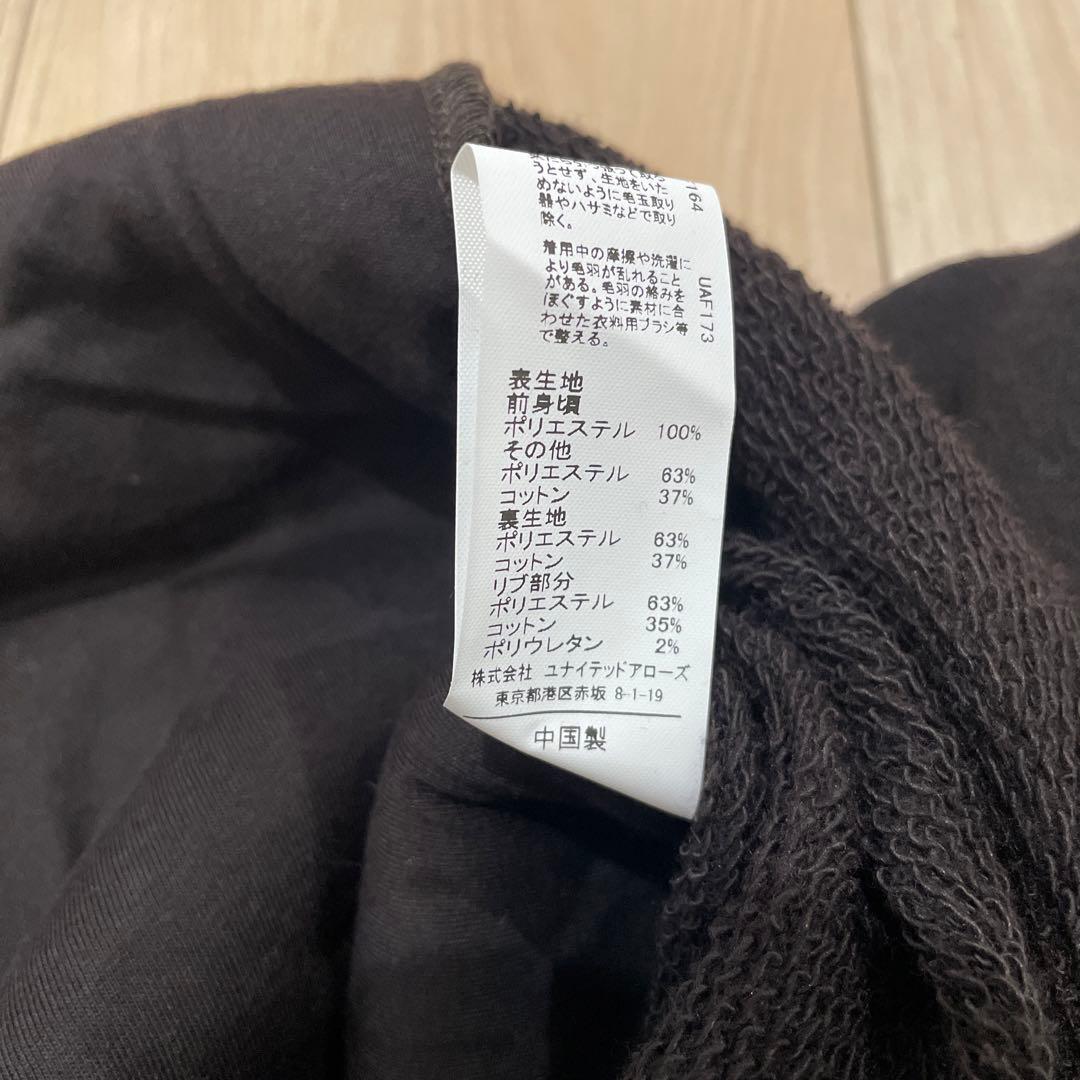 うとせず、生地をいた
めないように毛玉取り
器やハサミなどで取り
除く。
着用中の摩擦や洗濯に
より毛羽が乱れること
がある。毛羽の絡みを
ほぐすように素材に合
わせた衣料用ブラシ等
で整える。
164
UAF173
表生地
前身頃
ポリエステル 100%
その他
ポリエステル 63%
コットン 37%
裏生地
ポリエステル 63%
コットン 37%
リブ部分
ポリエステル 63%
コットン 35%
ポリウレタン 2%
株式会社 ユナイテッドアローズ
東京都港区赤坂 8-1-19
中国製